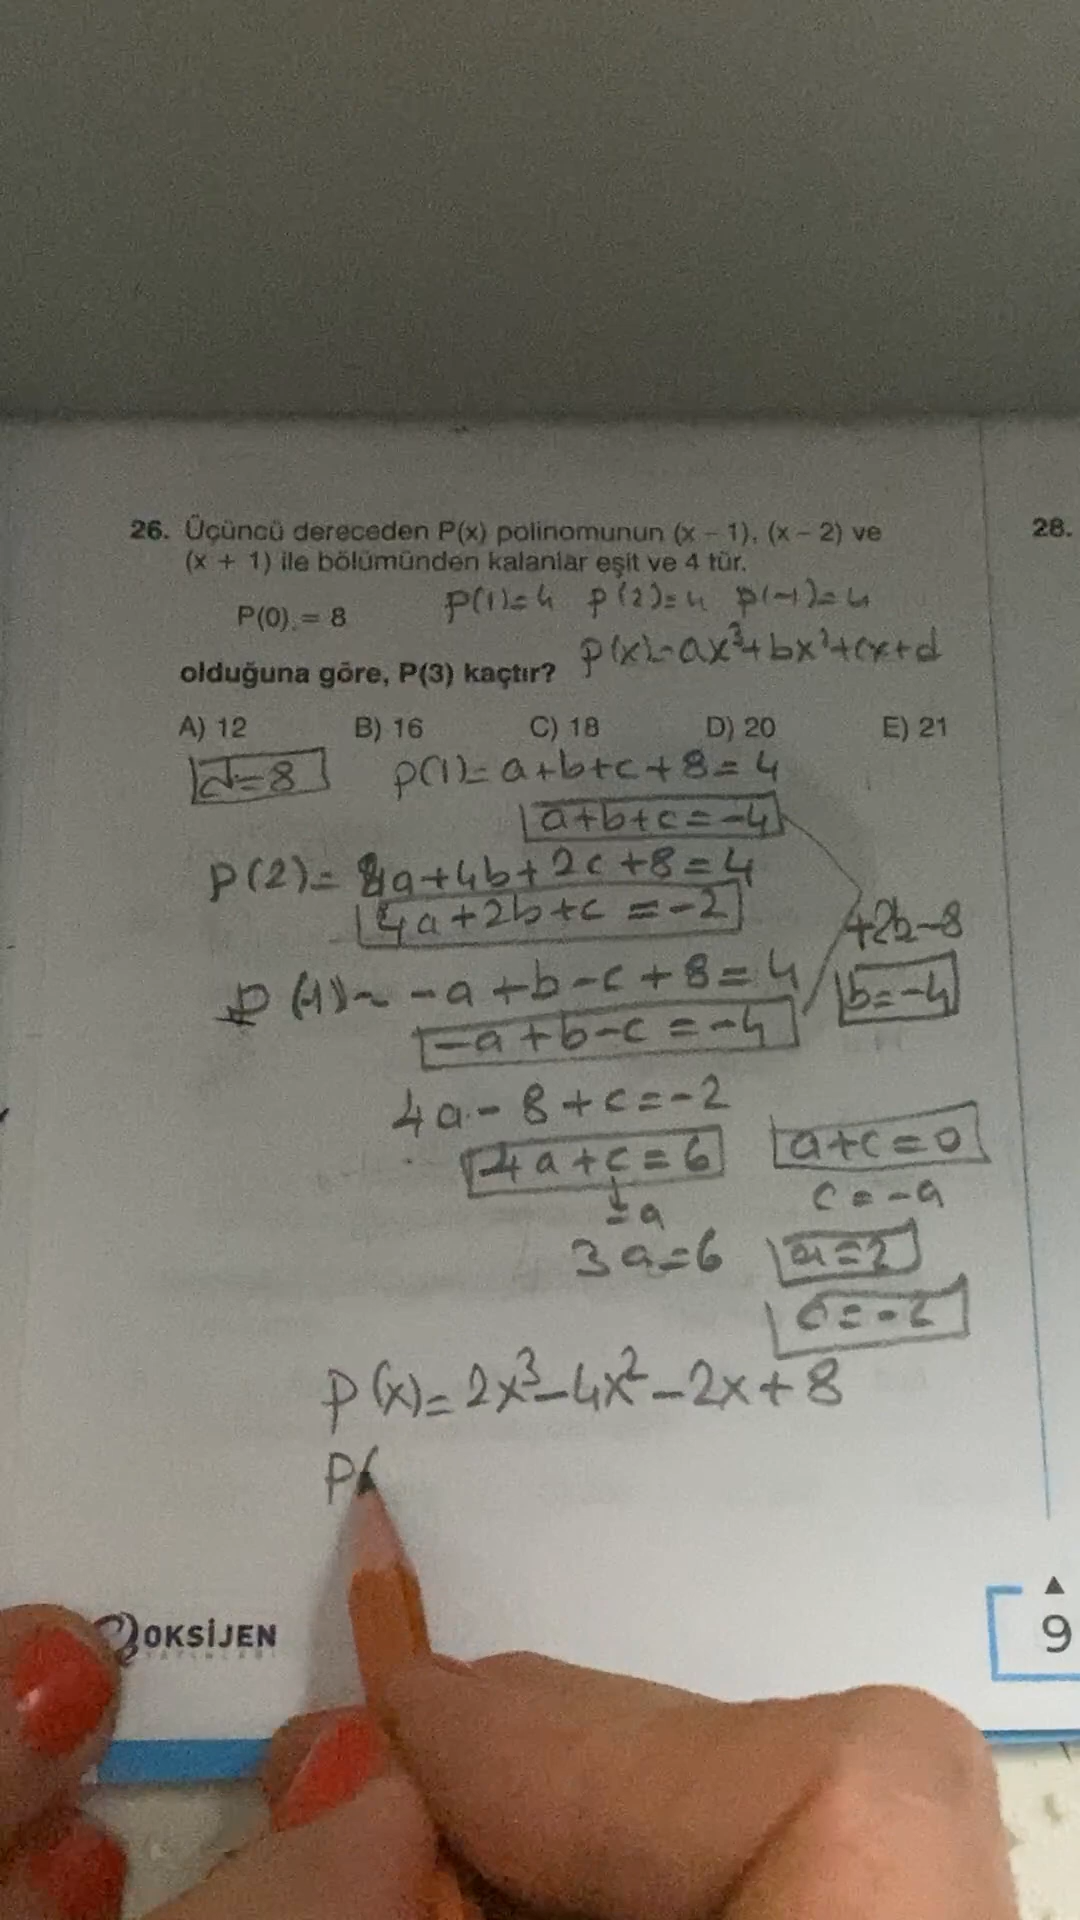 26. Üçüncü dereceden P(x) polinomunun (x – 1), (x – 2) ve
(x + 1) ile bölümünden kalanlar eşit ve 4 tür.
P(1)=4 P(2)=4 P(-1)=4
P(0) = 8
P(x)=ax³+bx²+cx+d
olduğuna göre, P(3) kaçtır?
A) 12 B) 16 C) 18 D) 20 E) 21
d=8 P(1)=a+b+c+8=4
a+b+c=-4
P(2)=8a+4b+2c+8=4
4a+2b+c=-2
+2b-8
P(-1)=-a+b-c+8=4
b=-4
-a+b-c=-4
4a-8+c=-2
4a+c=6 a+c=0
-a c=-a
3a=6 a=2
c=-2
P(x)=2x³-4x²-2x+8
P(
OKSİJEN
YAYINLARI
28.
9